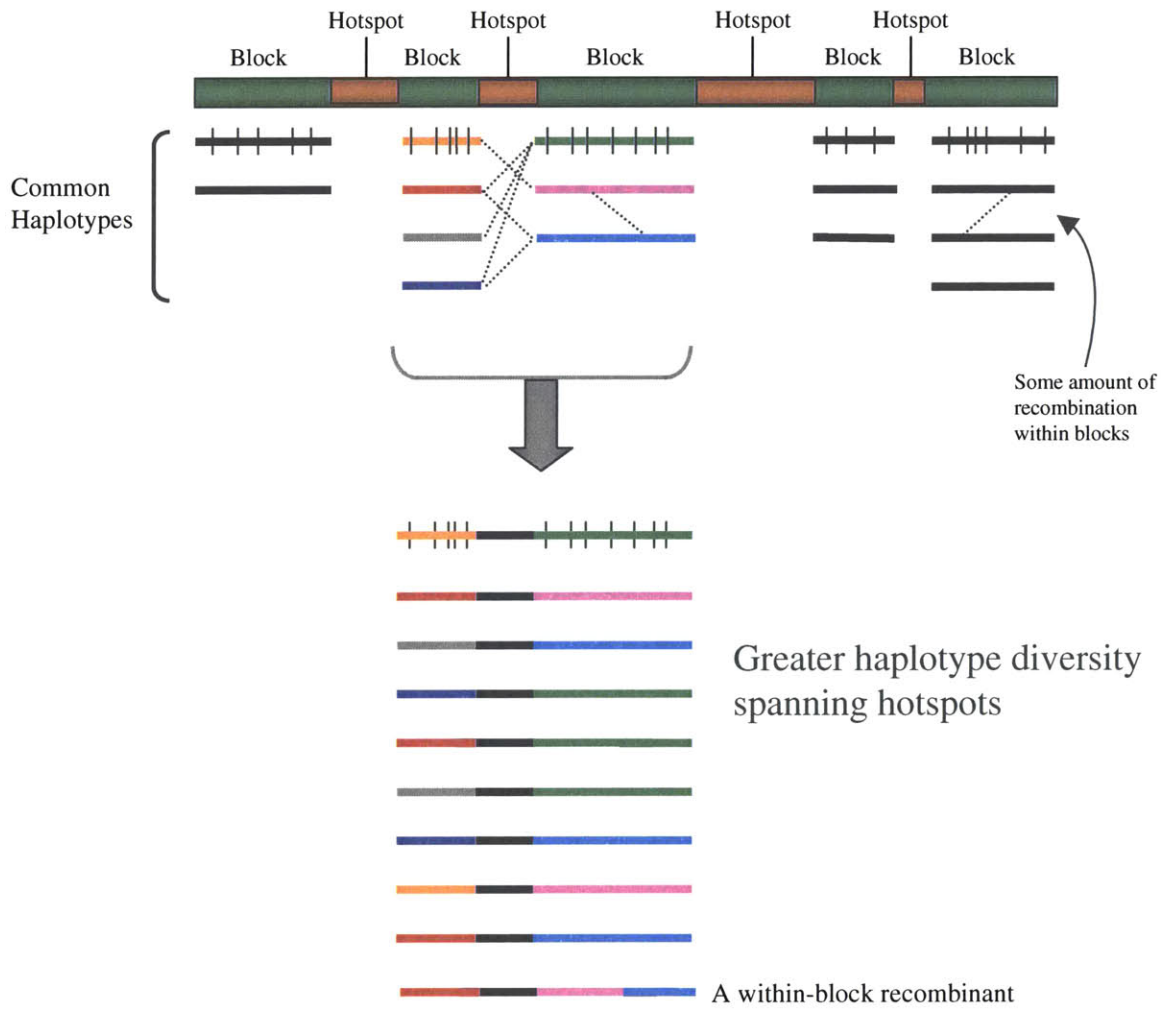 Hotspot Hotspot Hotspot Hotspot
Block Block Block Block Block
Common
Haplotypes
Some amount of
recombination
within blocks
Greater haplotype diversity
spanning hotspots
A within-block recombinant